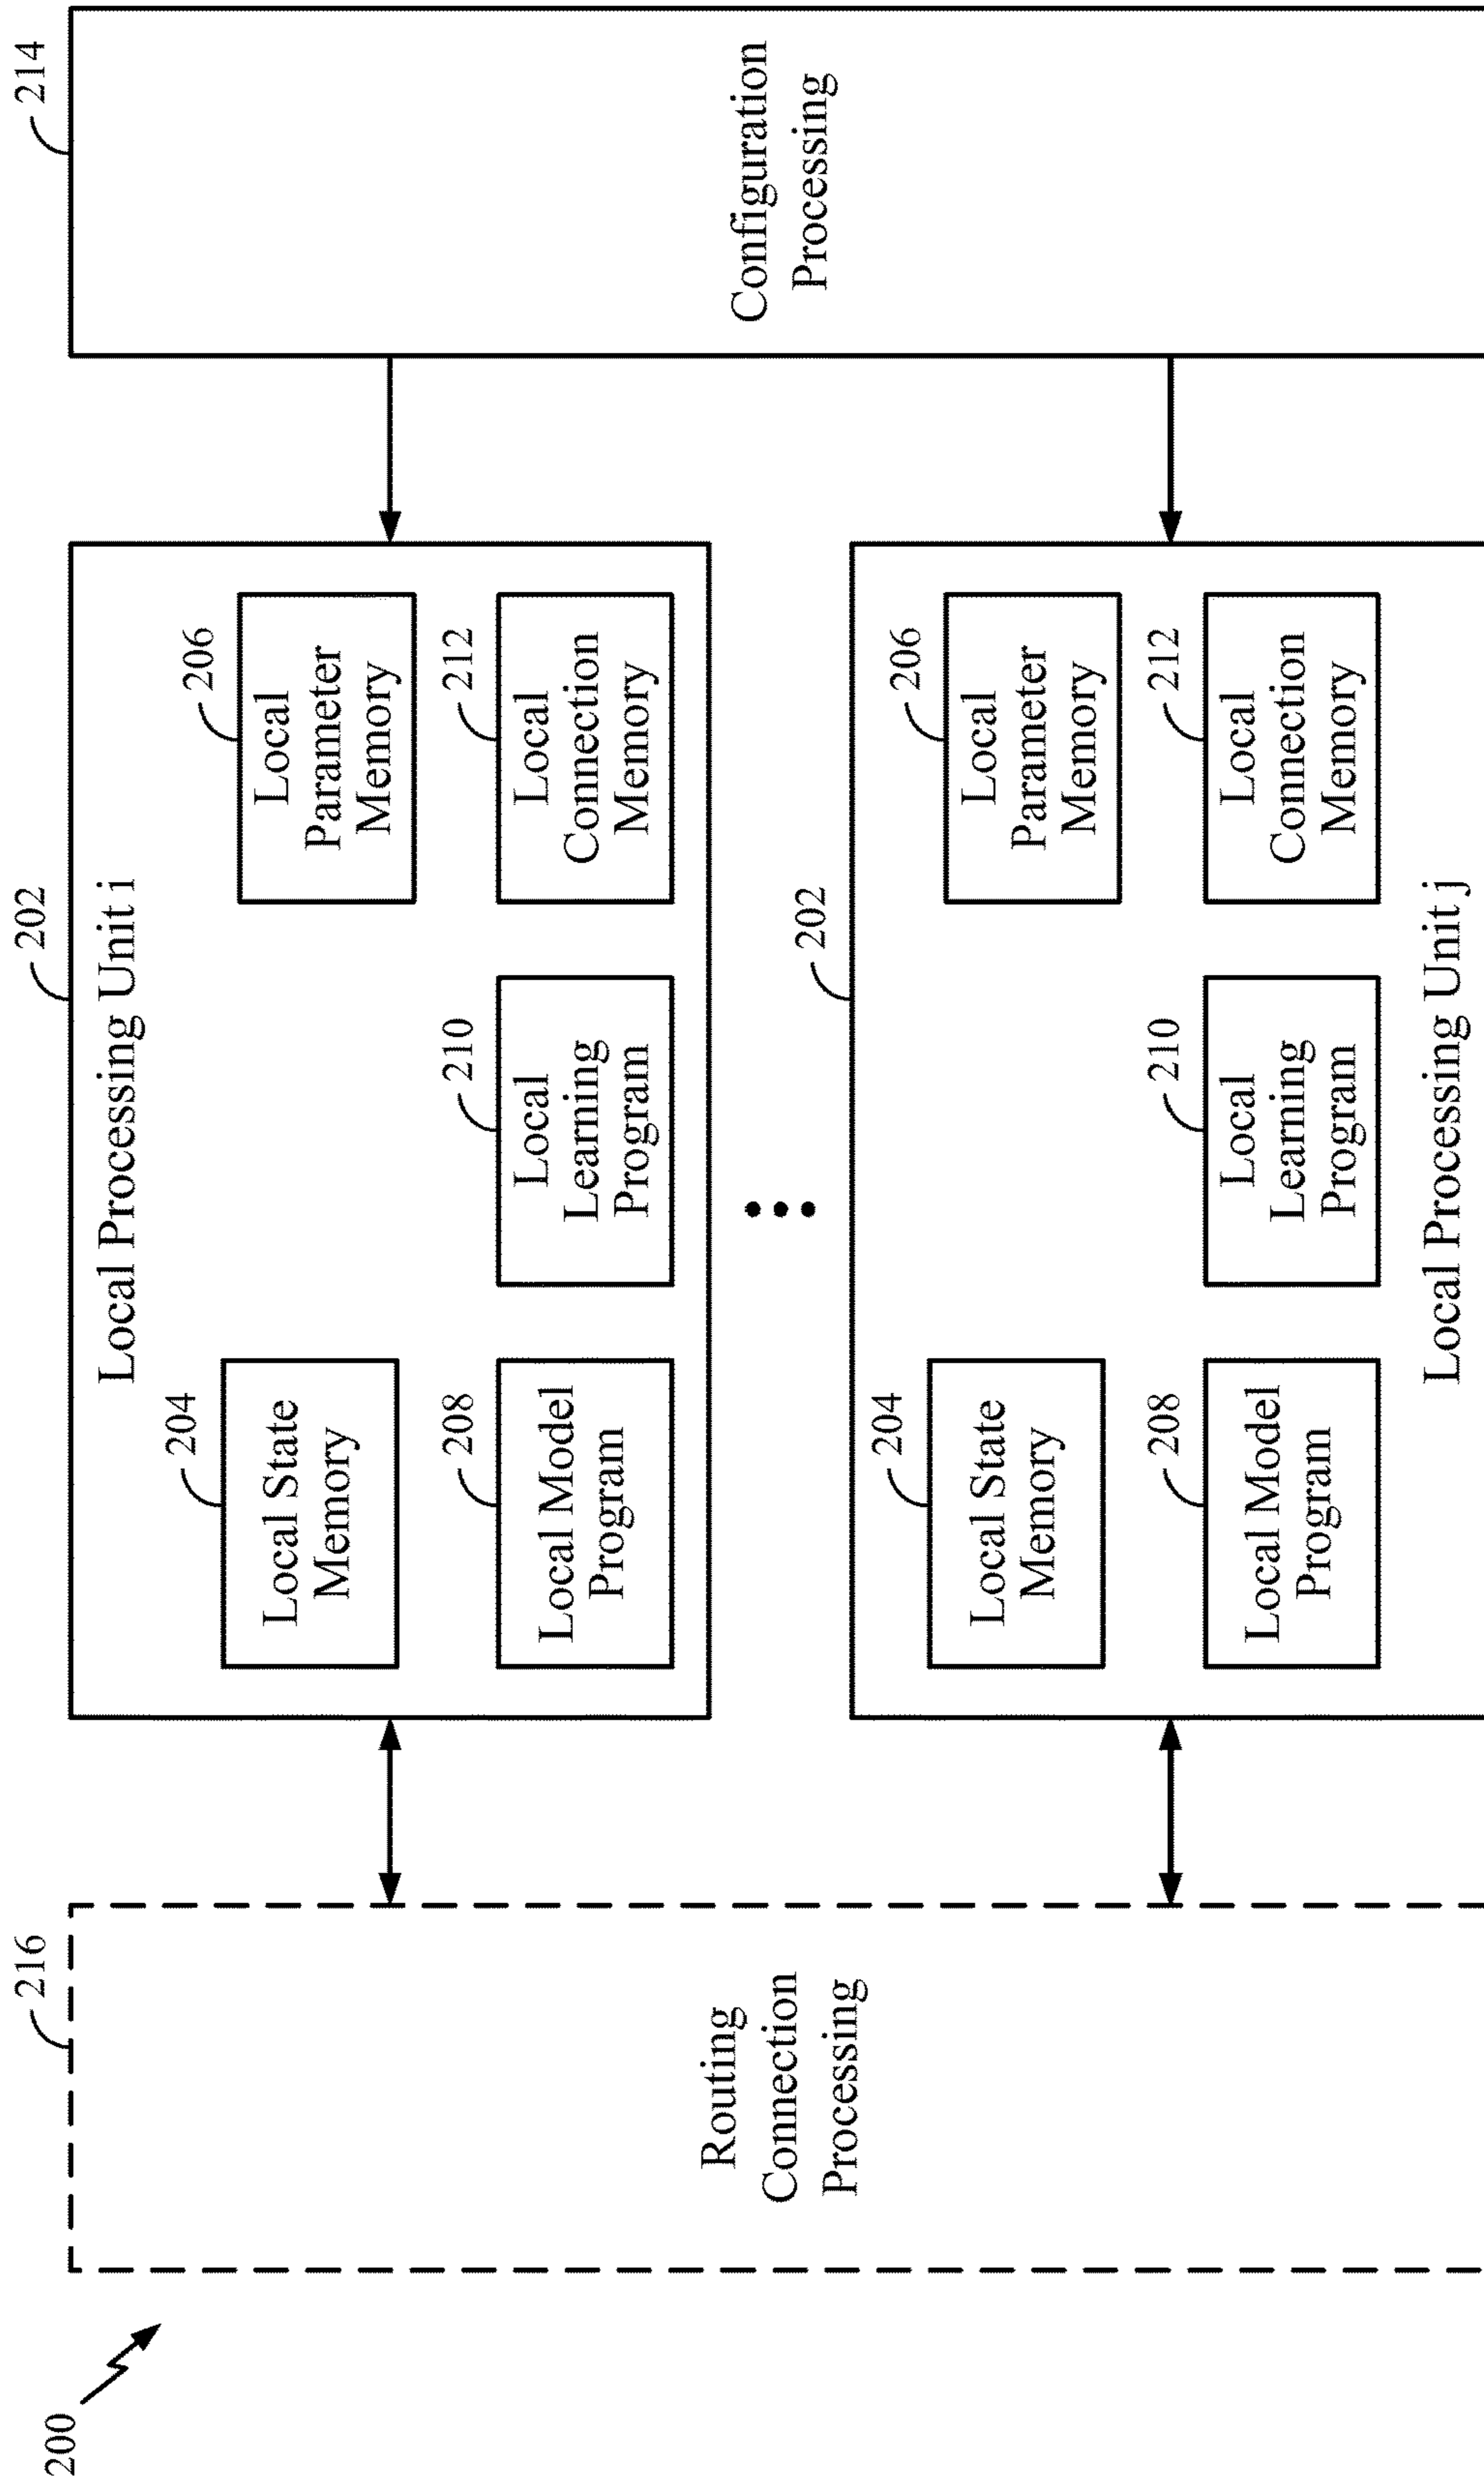 200
216
Routing
Connection
Processing
202
Local Processing Unit i
204
Local State
Memory
206
Local
Parameter
Memory
208
Local Model
Program
210
Local
Learning
Program
212
Local
Connection
Memory
202
204
Local State
Memory
206
Local
Parameter
Memory
208
Local Model
Program
210
Local
Learning
Program
212
Local
Connection
Memory
Local Processing Unit j
214
Configuration
Processing